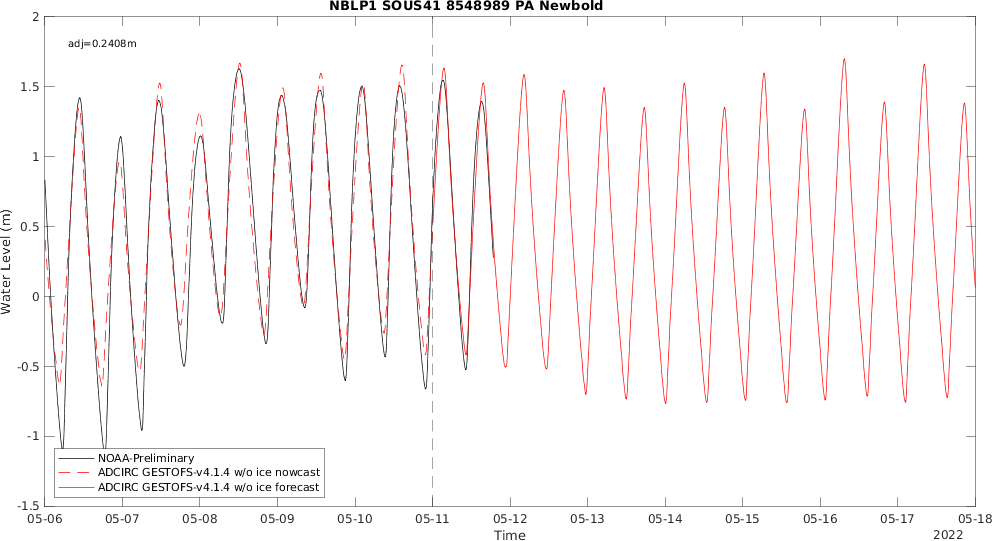 NBLP1 SOUS41 8548989 PA Newbold
adj=0.2408m
2
1.5
1
0.5
0
-0.5
-1
-1.5
Water Level (m)
NOAA-Preliminary
ADCIRC GESTOFS-v4.1.4 w/o ice nowcast
ADCIRC GESTOFS-v4.1.4 w/o ice forecast
05-06 05-07 05-08 05-09 05-10 05-11 05-12 05-13 05-14 05-15 05-16 05-17 05-18
Time
2022